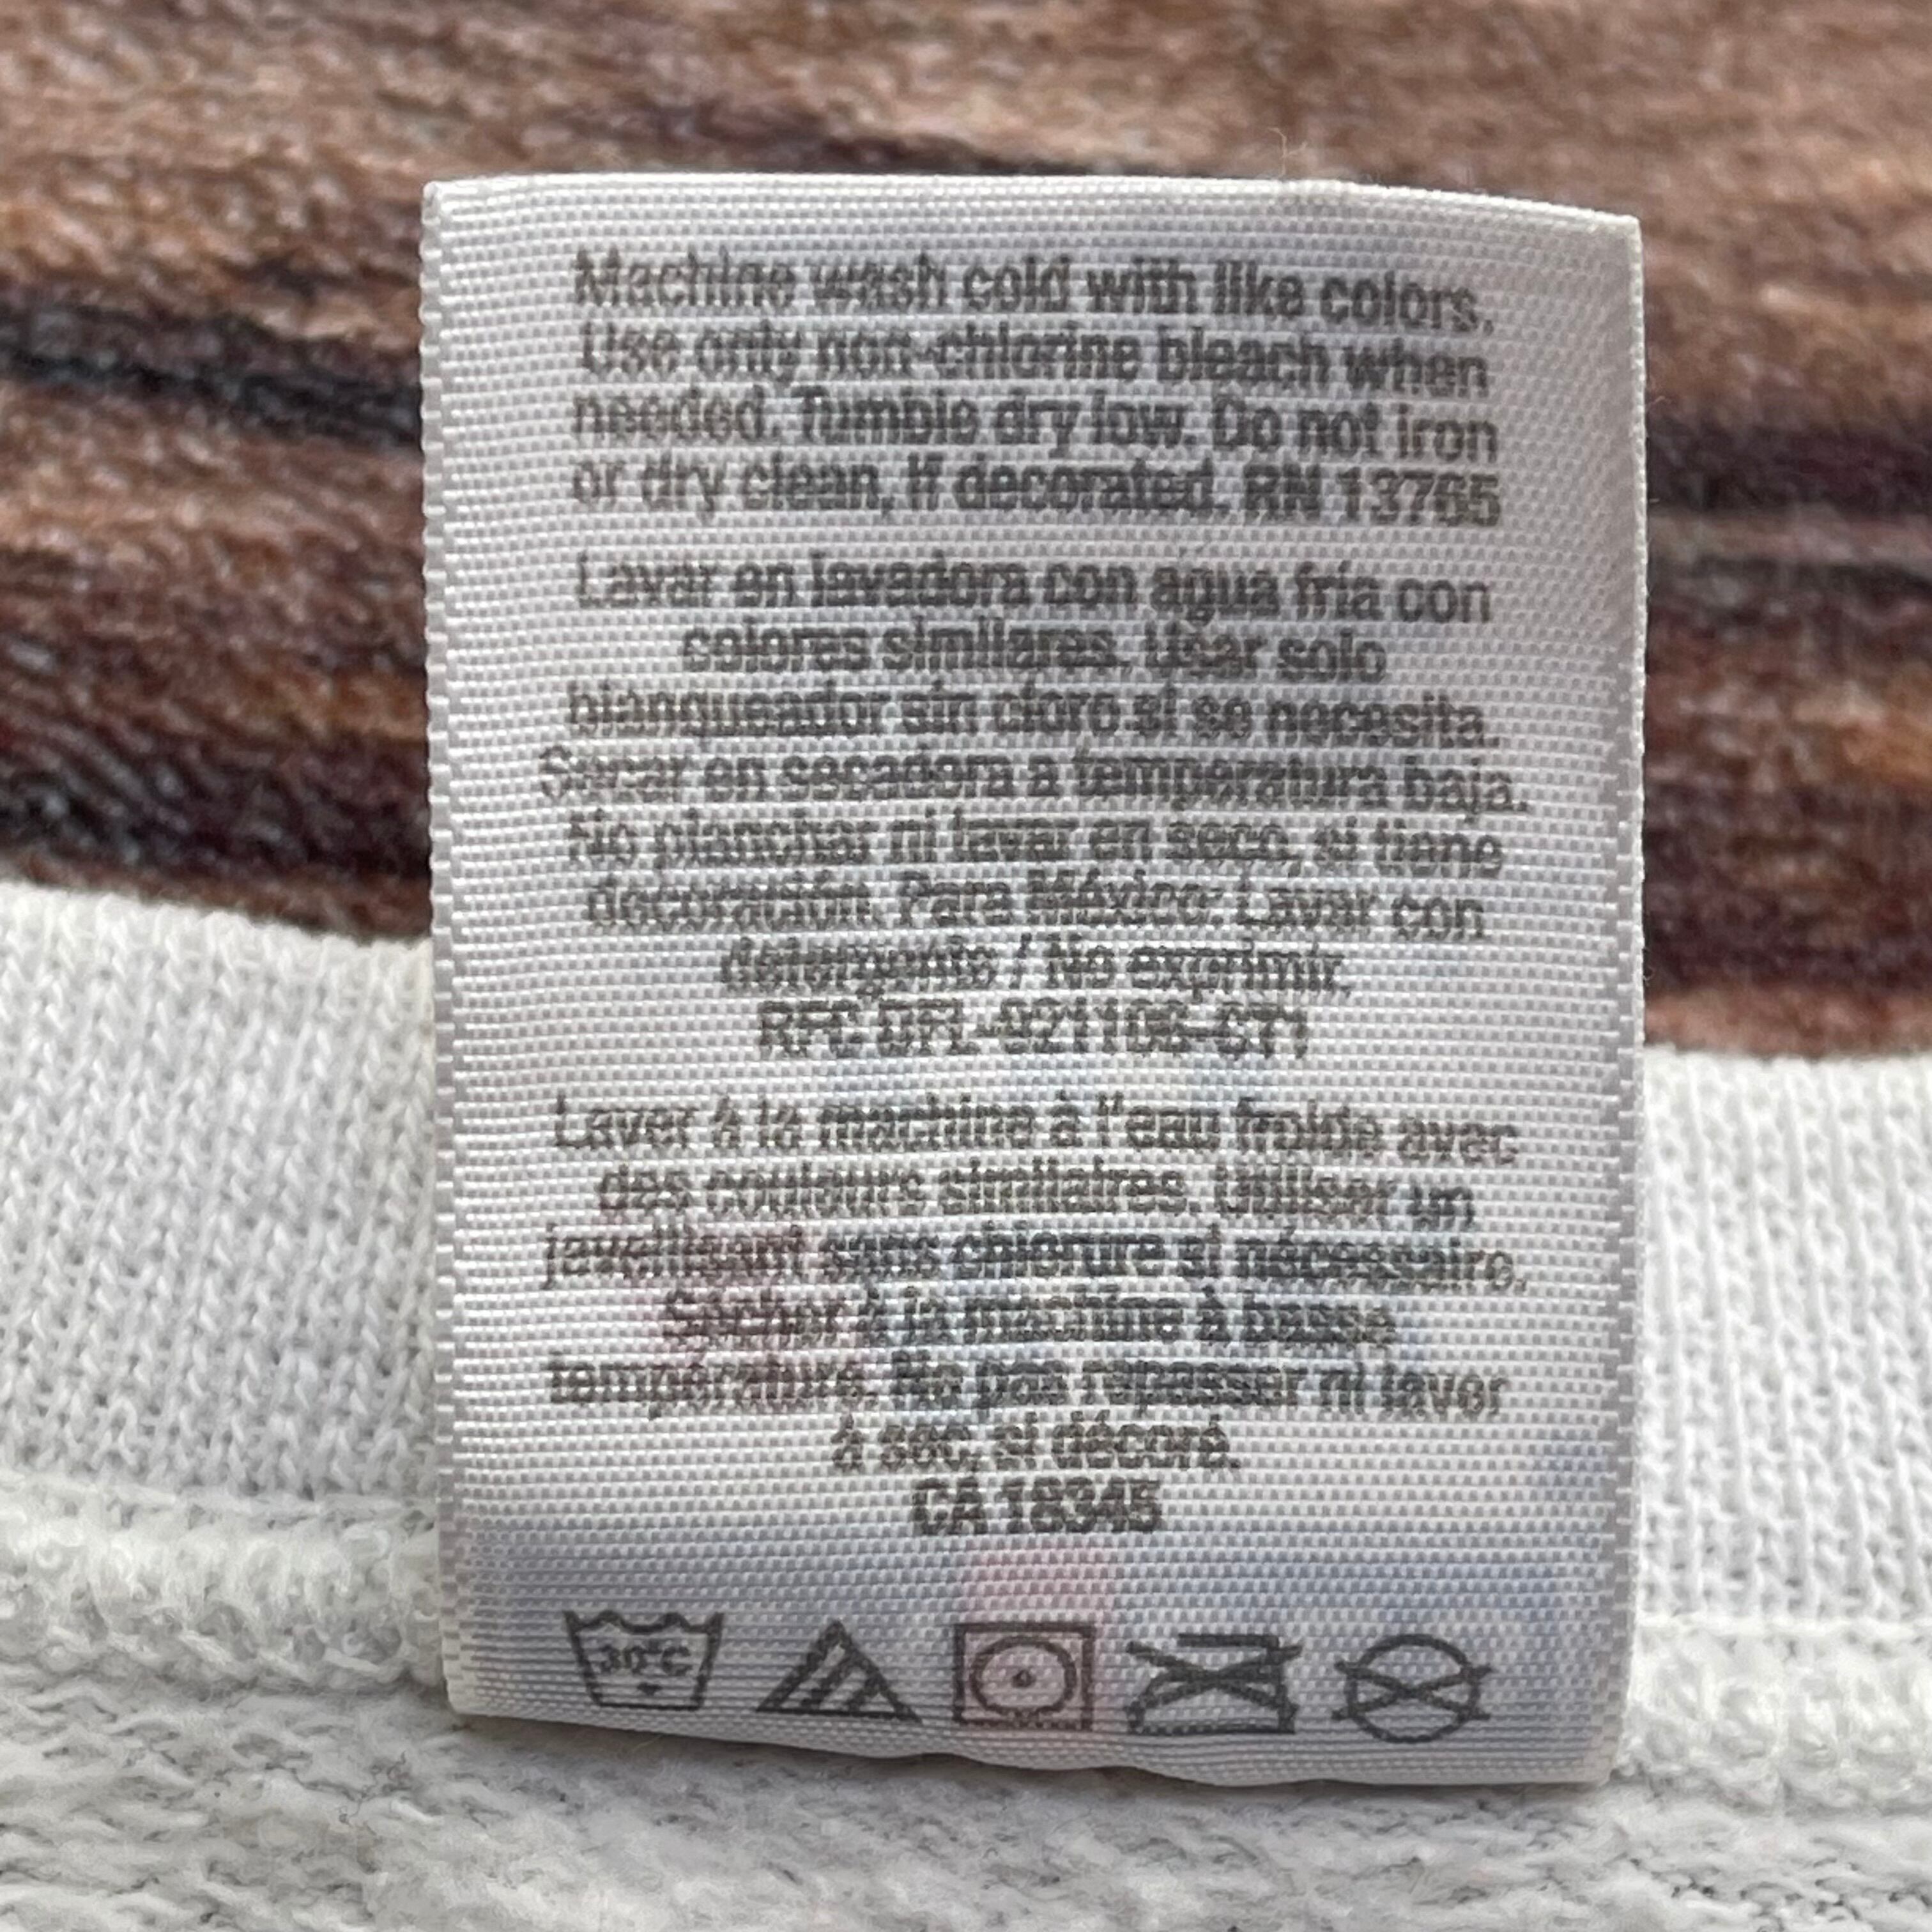 Machine wash cold with like colors.
Use only non-chlorine bleach when
needed. Tumble dry low. Do not iron
or dry clean, if decorated. RN 13765
Lavar en lavadora con agua fría con
colores similares. Usar solo
blanqueador sin cloro si se necesita.
Secar en secadora a temperatura baja.
No planchar ni lavar en seco, si tiene
decoración. Para México: Lavar con
detergente / No exprimir.
RFC DFL-921106-CT1
Laver à la machine à l'eau froide avec
des couleurs similaires. Utiliser un
javellisant sans chlorure si nécessaire.
Sécher à la machine à basse
température. Ne pas repasser ni laver
à sec, si décoré.
CA 18345
30°C